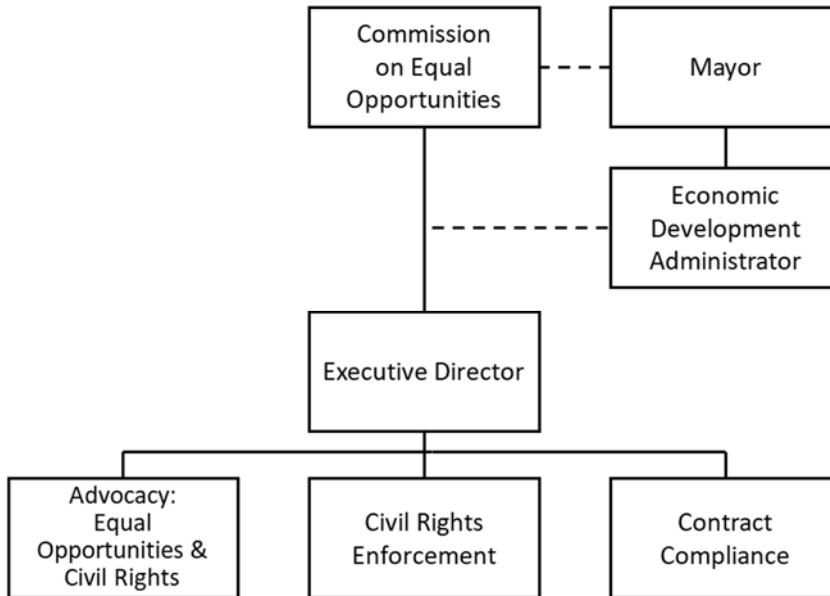 Commission
on Equal
Opportunities
Mayor
Economic
Development
Administrator
Executive Director
Advocacy:
Equal
Opportunities &
Civil Rights
Civil Rights
Enforcement
Contract
Compliance